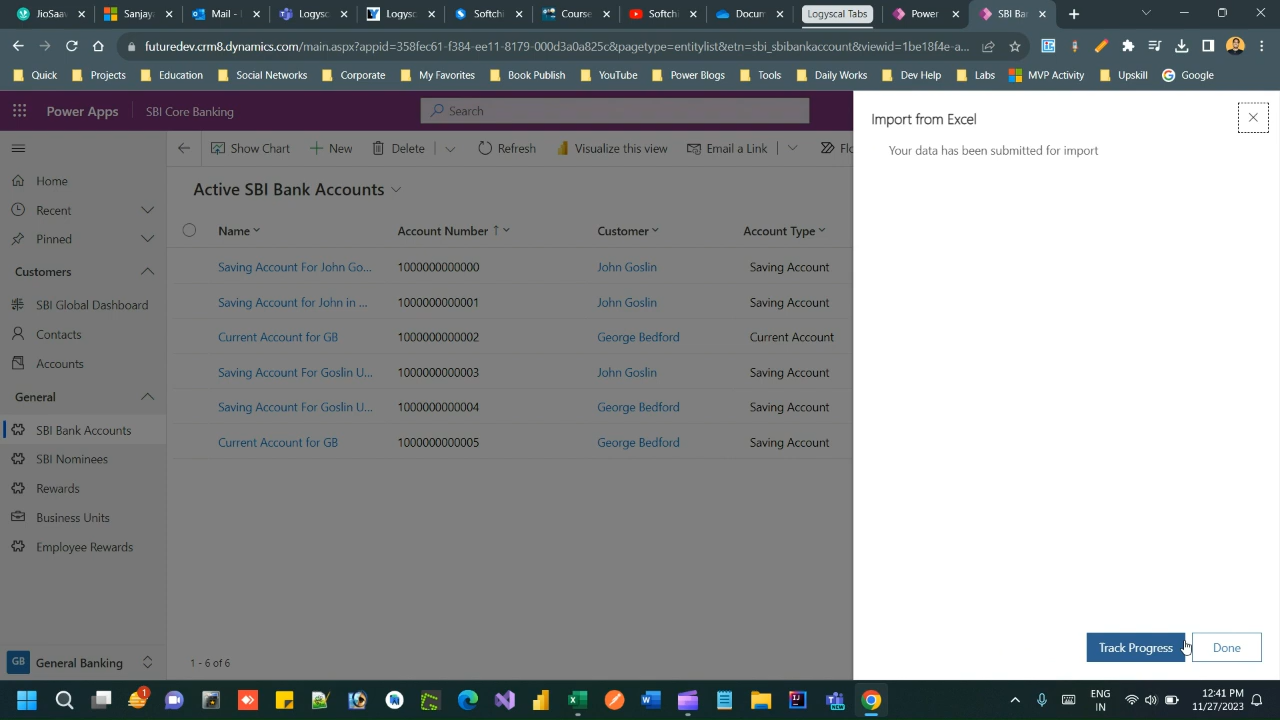 JioSaa
Sanjay
Mail -
Logysc
Logysc
Softchi
Course
Softchi
Docum
Logyscal Tabs
Power
SBI Ban
futuredev.crm8.dynamics.com/main.aspx?appid=358fec61-f384-ee11-8179-000d3a0a825c&pagetype=entitylist&etn=sbi_sbibankaccount&viewid=1be18f4e-a...
Quick
Projects
Education
Social Networks
Corporate
My Favorites
Book Publish
YouTube
Power Blogs
Tools
Daily Works
Dev Help
Labs
MVP Activity
Upskill
Google
Power Apps
SBI Core Banking
Search
Import from Excel
Your data has been submitted for import
Show Chart
New
Delete
Refresh
Visualize this view
Email a Link
Flo
Home
Recent
Pinned
Customers
SBI Global Dashboard
Contacts
Accounts
General
SBI Bank Accounts
SBI Nominees
Rewards
Business Units
Employee Rewards
GB General Banking
Active SBI Bank Accounts
Name Account Number ↑ Customer Account Type
Saving Account For John Go... 1000000000000 John Goslin Saving Account
Saving Account for John in ... 1000000000001 John Goslin Saving Account
Current Account for GB 1000000000002 George Bedford Current Account
Saving Account For Goslin U... 1000000000003 John Goslin Saving Account
Saving Account For Goslin U... 1000000000004 George Bedford Saving Account
Current Account for GB 1000000000005 George Bedford Saving Account
1 - 6 of 6
Track Progress
Done
1
ENG
IN
12:41 PM
11/27/2023